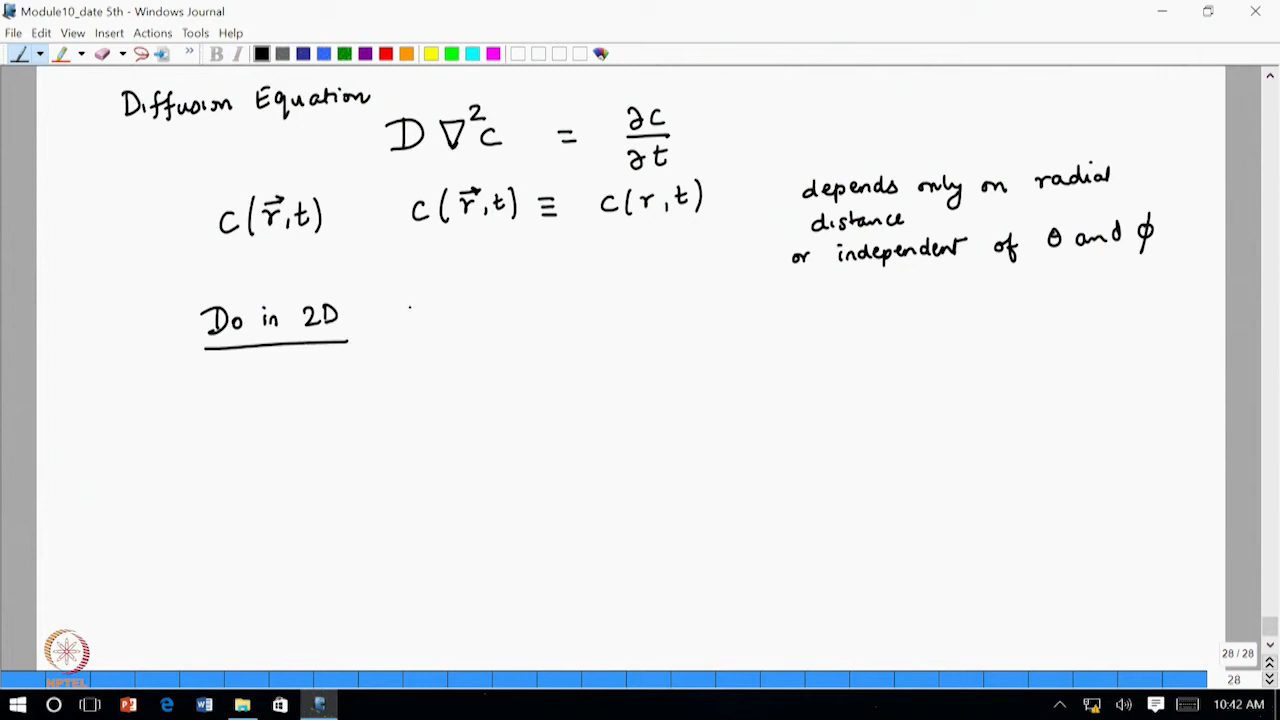 Module10_date 5th - Windows Journal
File Edit View Insert Actions Tools Help
B I
Diffusion Equation
D ∇²c = ∂c/∂t
c(r⃗,t) c(r⃗,t) ≡ c(r,t)
depends only on radial
distance
or independent of θ and ϕ
Do in 2D
28 / 28
28
NPTEL
10:42 AM